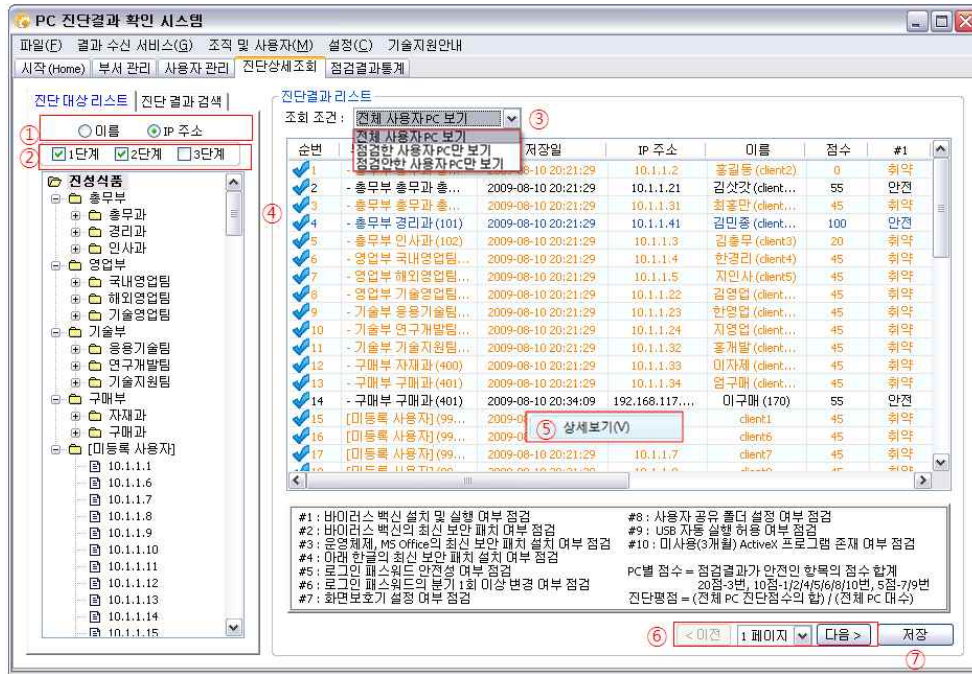 PC 진단결과 확인 시스템
파일(F) 결과 수신 서비스(G) 조직 및 사용자(M) 설정(C) 기술지원안내
시작(Home) 부서 관리 사용자 관리 진단상세조회 점검결과통계
진단 대상 리스트 진단 결과 검색
① 이름 IP 주소
② 1단계 2단계 3단계
진성식품
총무부
총무과
경리과
인사과
영업부
국내영업팀
해외영업팀
기술영업팀
기술부
응용기술팀
연구개발팀
기술지원팀
구매부
자재과
구매과
[미등록 사용자]
10.1.1.1
10.1.1.6
10.1.1.7
10.1.1.8
10.1.1.9
10.1.1.10
10.1.1.11
10.1.1.12
10.1.1.13
10.1.1.14
10.1.1.15
진단결과 리스트
조회 조건 : 전체 사용자 PC 보기 ③
전체 사용자 PC 보기
점검한 사용자 PC만 보기
점검안한 사용자 PC만 보기
④
순번 저장일 IP 주소 이름 점수 #1
1 2009-08-10 20:21:29 10.1.1.2 홍길동 (client2) 0 취약
2 - 총무부 총무과 총... 2009-08-10 20:21:29 10.1.1.21 김삿갓 (client... 55 안전
3 - 총무부 총무과 총... 2009-08-10 20:21:29 10.1.1.31 최홍만 (client... 45 취약
4 - 총무부 경리과 (101) 2009-08-10 20:21:29 10.1.1.41 김민종 (client... 100 안전
5 - 총무부 인사과 (102) 2009-08-10 20:21:29 10.1.1.3 김총무 (client3) 20 취약
6 - 영업부 국내영업팀... 2009-08-10 20:21:29 10.1.1.4 한경리 (client4) 45 취약
7 - 영업부 해외영업팀... 2009-08-10 20:21:29 10.1.1.5 지인사 (client5) 45 취약
8 - 영업부 기술영업팀... 2009-08-10 20:21:29 10.1.1.22 김영업 (client... 45 취약
9 - 기술부 응용기술팀... 2009-08-10 20:21:29 10.1.1.23 한영업 (client... 45 취약
10 - 기술부 연구개발팀... 2009-08-10 20:21:29 10.1.1.24 지영업 (client... 45 취약
11 - 기술부 기술지원팀... 2009-08-10 20:21:29 10.1.1.32 홍개발 (client... 45 취약
12 - 구매부 자재과 (400) 2009-08-10 20:21:29 10.1.1.33 이자재 (client... 45 취약
13 - 구매부 구매과 (401) 2009-08-10 20:21:29 10.1.1.34 엄구매 (client... 45 취약
14 - 구매부 구매과 (401) 2009-08-10 20:34:09 192.168.117.... 이구매 (170) 55 안전
15 [미등록 사용자] (99... 2009-08 client1 45 취약
16 [미등록 사용자] (99... 2009-0 client6 45 취약
⑤ 상세보기(V)
17 [미등록 사용자] (99... 2009-08-10 20:21:29 10.1.1.7 client7 45 취약
#1 : 바이러스 백신 설치 및 실행 여부 점검
#2 : 바이러스 백신의 최신 보안 패치 여부 점검
#3 : 운영체제, MS Office의 최신 보안 패치 설치 여부 점검
#4 : 아래 한글의 최신 보안 패치 설치 여부 점검
#5 : 로그인 패스워드 안전성 여부 점검
#6 : 로그인 패스워드의 분기 1회 이상 변경 여부 점검
#7 : 화면보호기 설정 여부 점검
#8 : 사용자 공유 폴더 설정 여부 점검
#9 : USB 자동 실행 허용 여부 점검
#10 : 미사용(3개월) ActiveX 프로그램 존재 여부 점검
PC별 점수 = 점검결과가 안전인 항목의 점수 합계
20점-3번, 10점-1/2/4/5/6/8/10번, 5점-7/9번
진단평점 = (전체 PC 진단점수의 합) / (전체 PC 대수)
⑥ < 이전 1 페이지 다음 > 저장
⑦